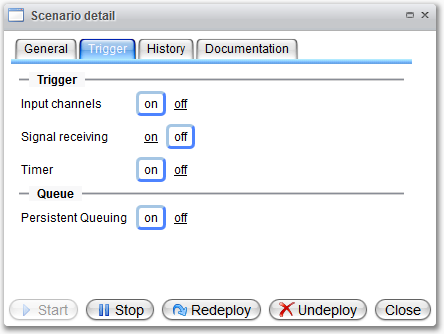 Scenario detail
General Trigger History Documentation
Trigger
Input channels on off
Signal receiving on off
Timer on off
Queue
Persistent Queuing on off
Start Stop Redeploy Undeploy Close